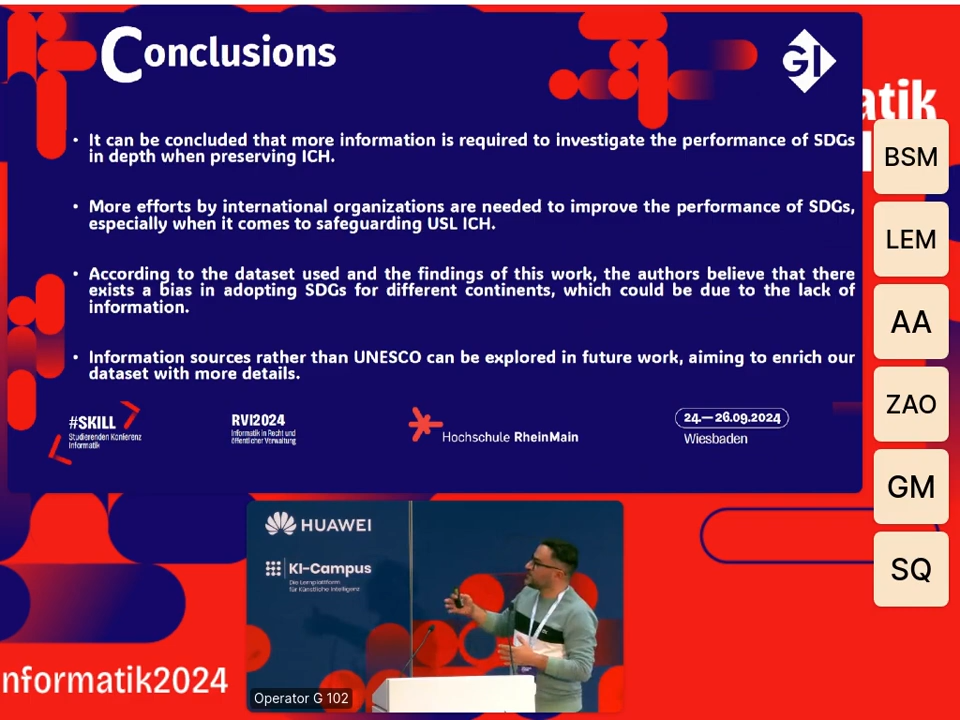 Conclusions
GI
• It can be concluded that more information is required to investigate the performance of SDGs
in depth when preserving ICH.
• More efforts by international organizations are needed to improve the performance of SDGs,
especially when it comes to safeguarding USL ICH.
• According to the dataset used and the findings of this work, the authors believe that there
exists a bias in adopting SDGs for different continents, which could be due to the lack of
information.
• Information sources rather than UNESCO can be explored in future work, aiming to enrich our
dataset with more details.
#SKILL
Studierenden Konferenz
Informatik
RVI2024
Informatik in Recht und
öffentlicher Verwaltung
Hochschule RheinMain
24.—26.09.2024
Wiesbaden
atik
BSM
LEM
AA
ZAO
GM
SQ
HUAWEI
KI-Campus
Die Lernplattform
für Künstliche Intelligenz
Operator G 102
nformatik2024